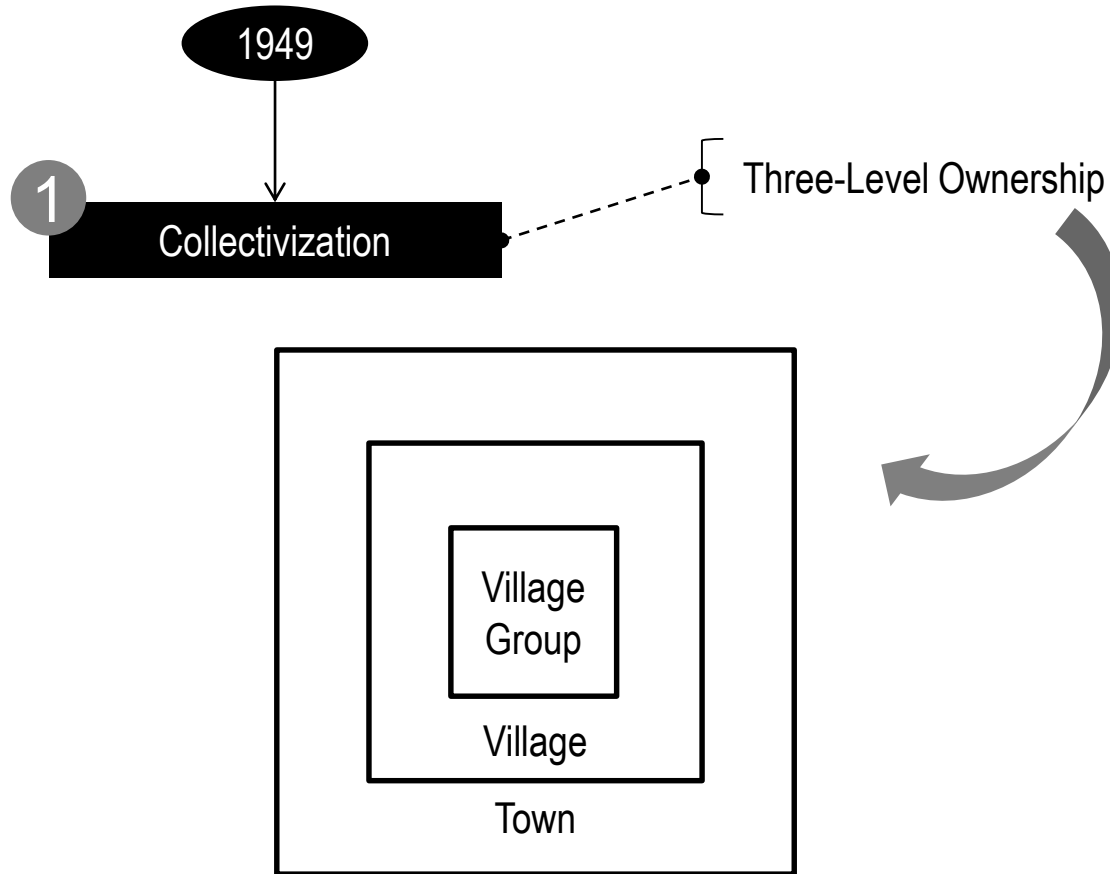 1949
1
Collectivization
Three-Level Ownership
Village
Group
Village
Town